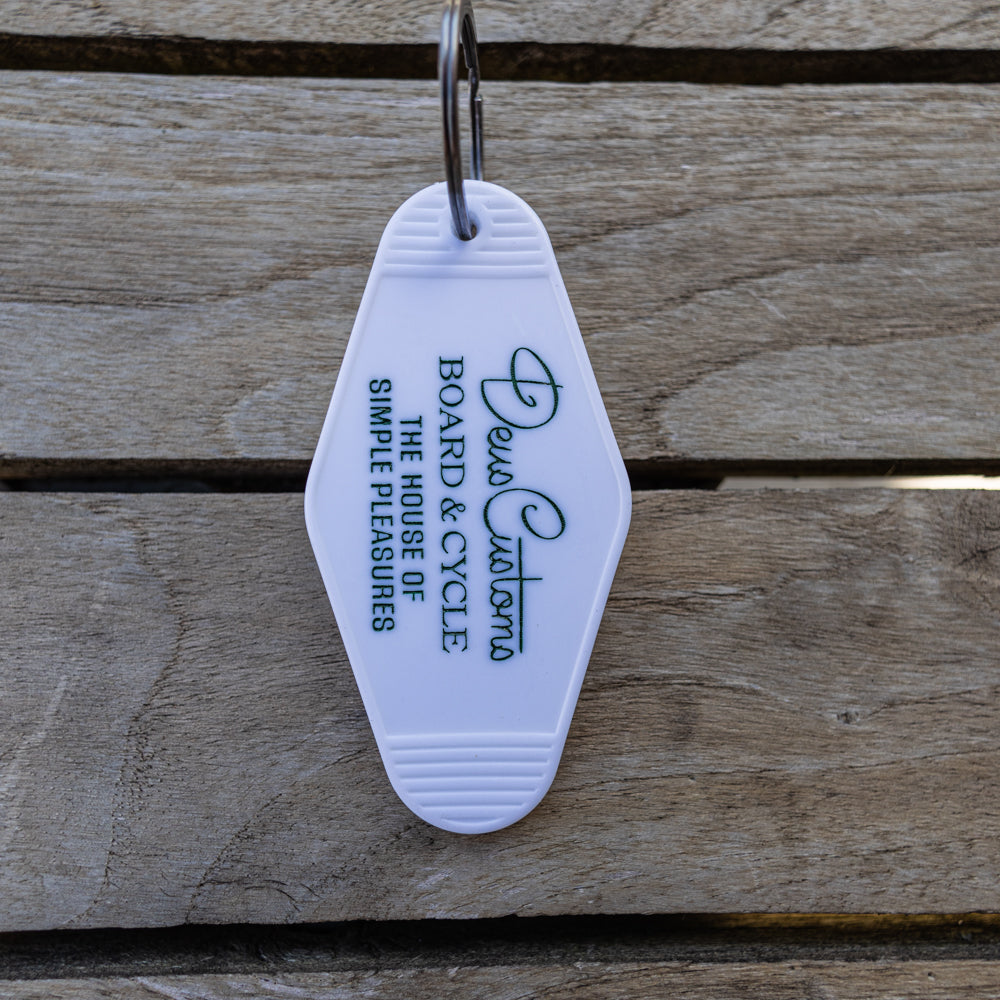 Deus Customs
BOARD & CYCLE
THE HOUSE OF
SIMPLE PLEASURES